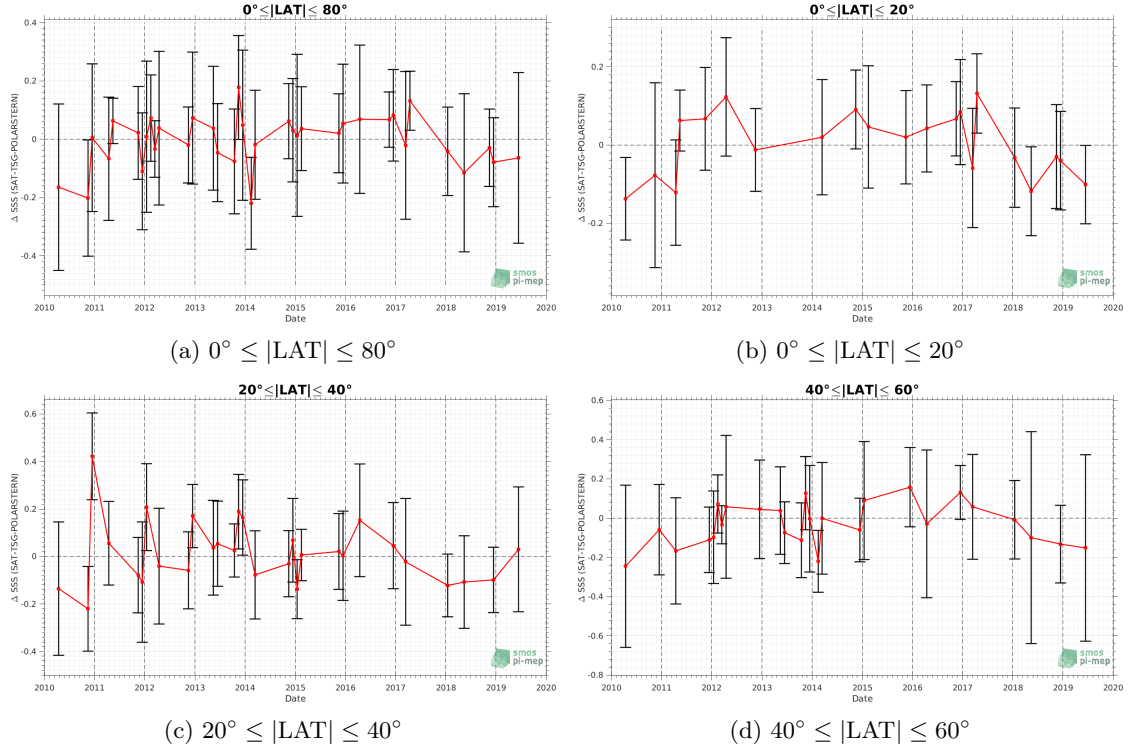 0°≤|LAT|≤ 80°
Δ SSS (SAT-TSG-POLARSTERN)
0.4
0.2
0
-0.2
-0.4
2010 2011 2012 2013 2014 2015 2016 2017 2018 2019 2020
Date
smos
pi-mep
(a) 0° ≤ |LAT| ≤ 80°
0°≤|LAT|≤ 20°
Δ SSS (SAT-TSG-POLARSTERN)
0.2
0
-0.2
2010 2011 2012 2013 2014 2015 2016 2017 2018 2019 2020
Date
smos
pi-mep
(b) 0° ≤ |LAT| ≤ 20°
20°≤|LAT|≤ 40°
Δ SSS (SAT-TSG-POLARSTERN)
0.6
0.4
0.2
0
-0.2
-0.4
2010 2011 2012 2013 2014 2015 2016 2017 2018 2019 2020
Date
smos
pi-mep
(c) 20° ≤ |LAT| ≤ 40°
40°≤|LAT|≤ 60°
Δ SSS (SAT-TSG-POLARSTERN)
0.6
0.4
0.2
0
-0.2
-0.4
-0.6
-0.8
2010 2011 2012 2013 2014 2015 2016 2017 2018 2019 2020
Date
smos
pi-mep
(d) 40° ≤ |LAT| ≤ 60°